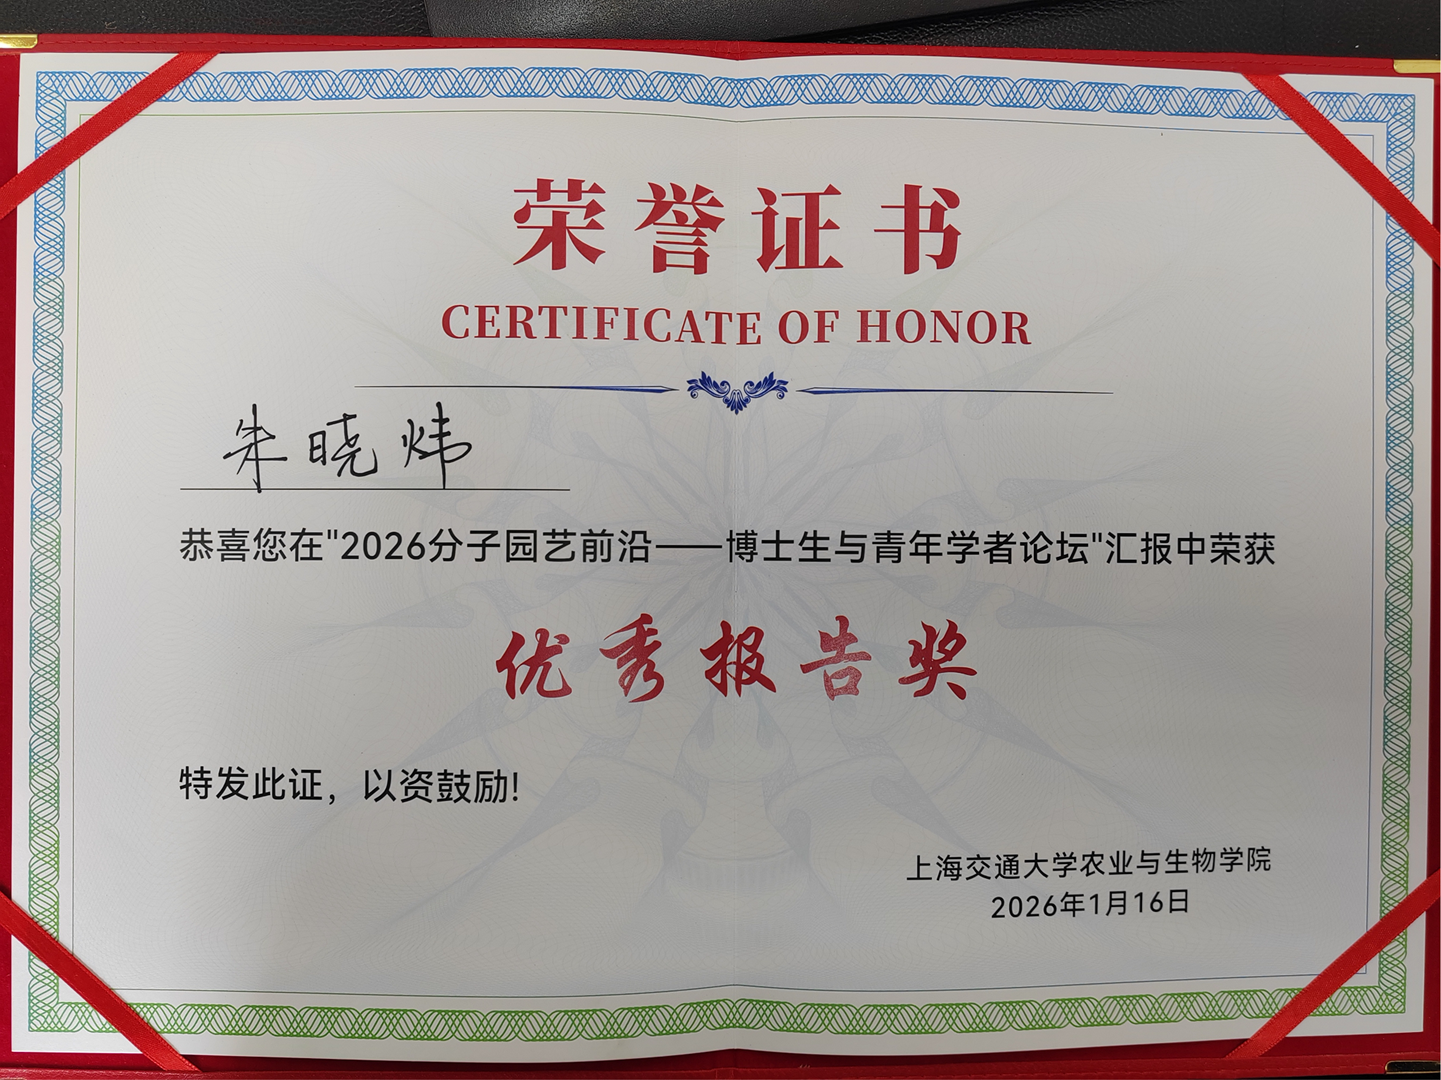 荣誉证书
CERTIFICATE OF HONOR
朱晓炜
恭喜您在"2026分子园艺前沿——博士生与青年学者论坛"汇报中荣获
优秀报告奖
特发此证，以资鼓励!
上海交通大学农业与生物学院
2026年1月16日